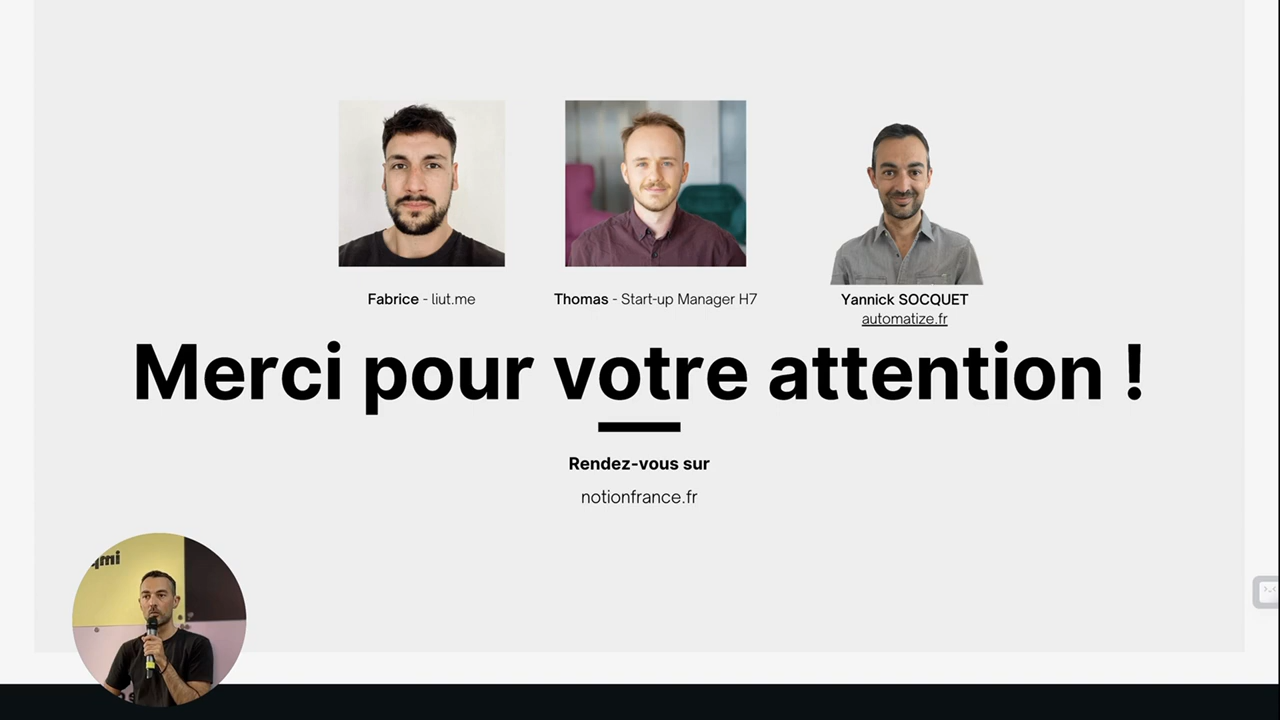 Fabrice - liut.me
Thomas - Start-up Manager H7
Yannick SOCQUET
automatize.fr
Merci pour votre attention !
Rendez-vous sur
notionfrance.fr
imp